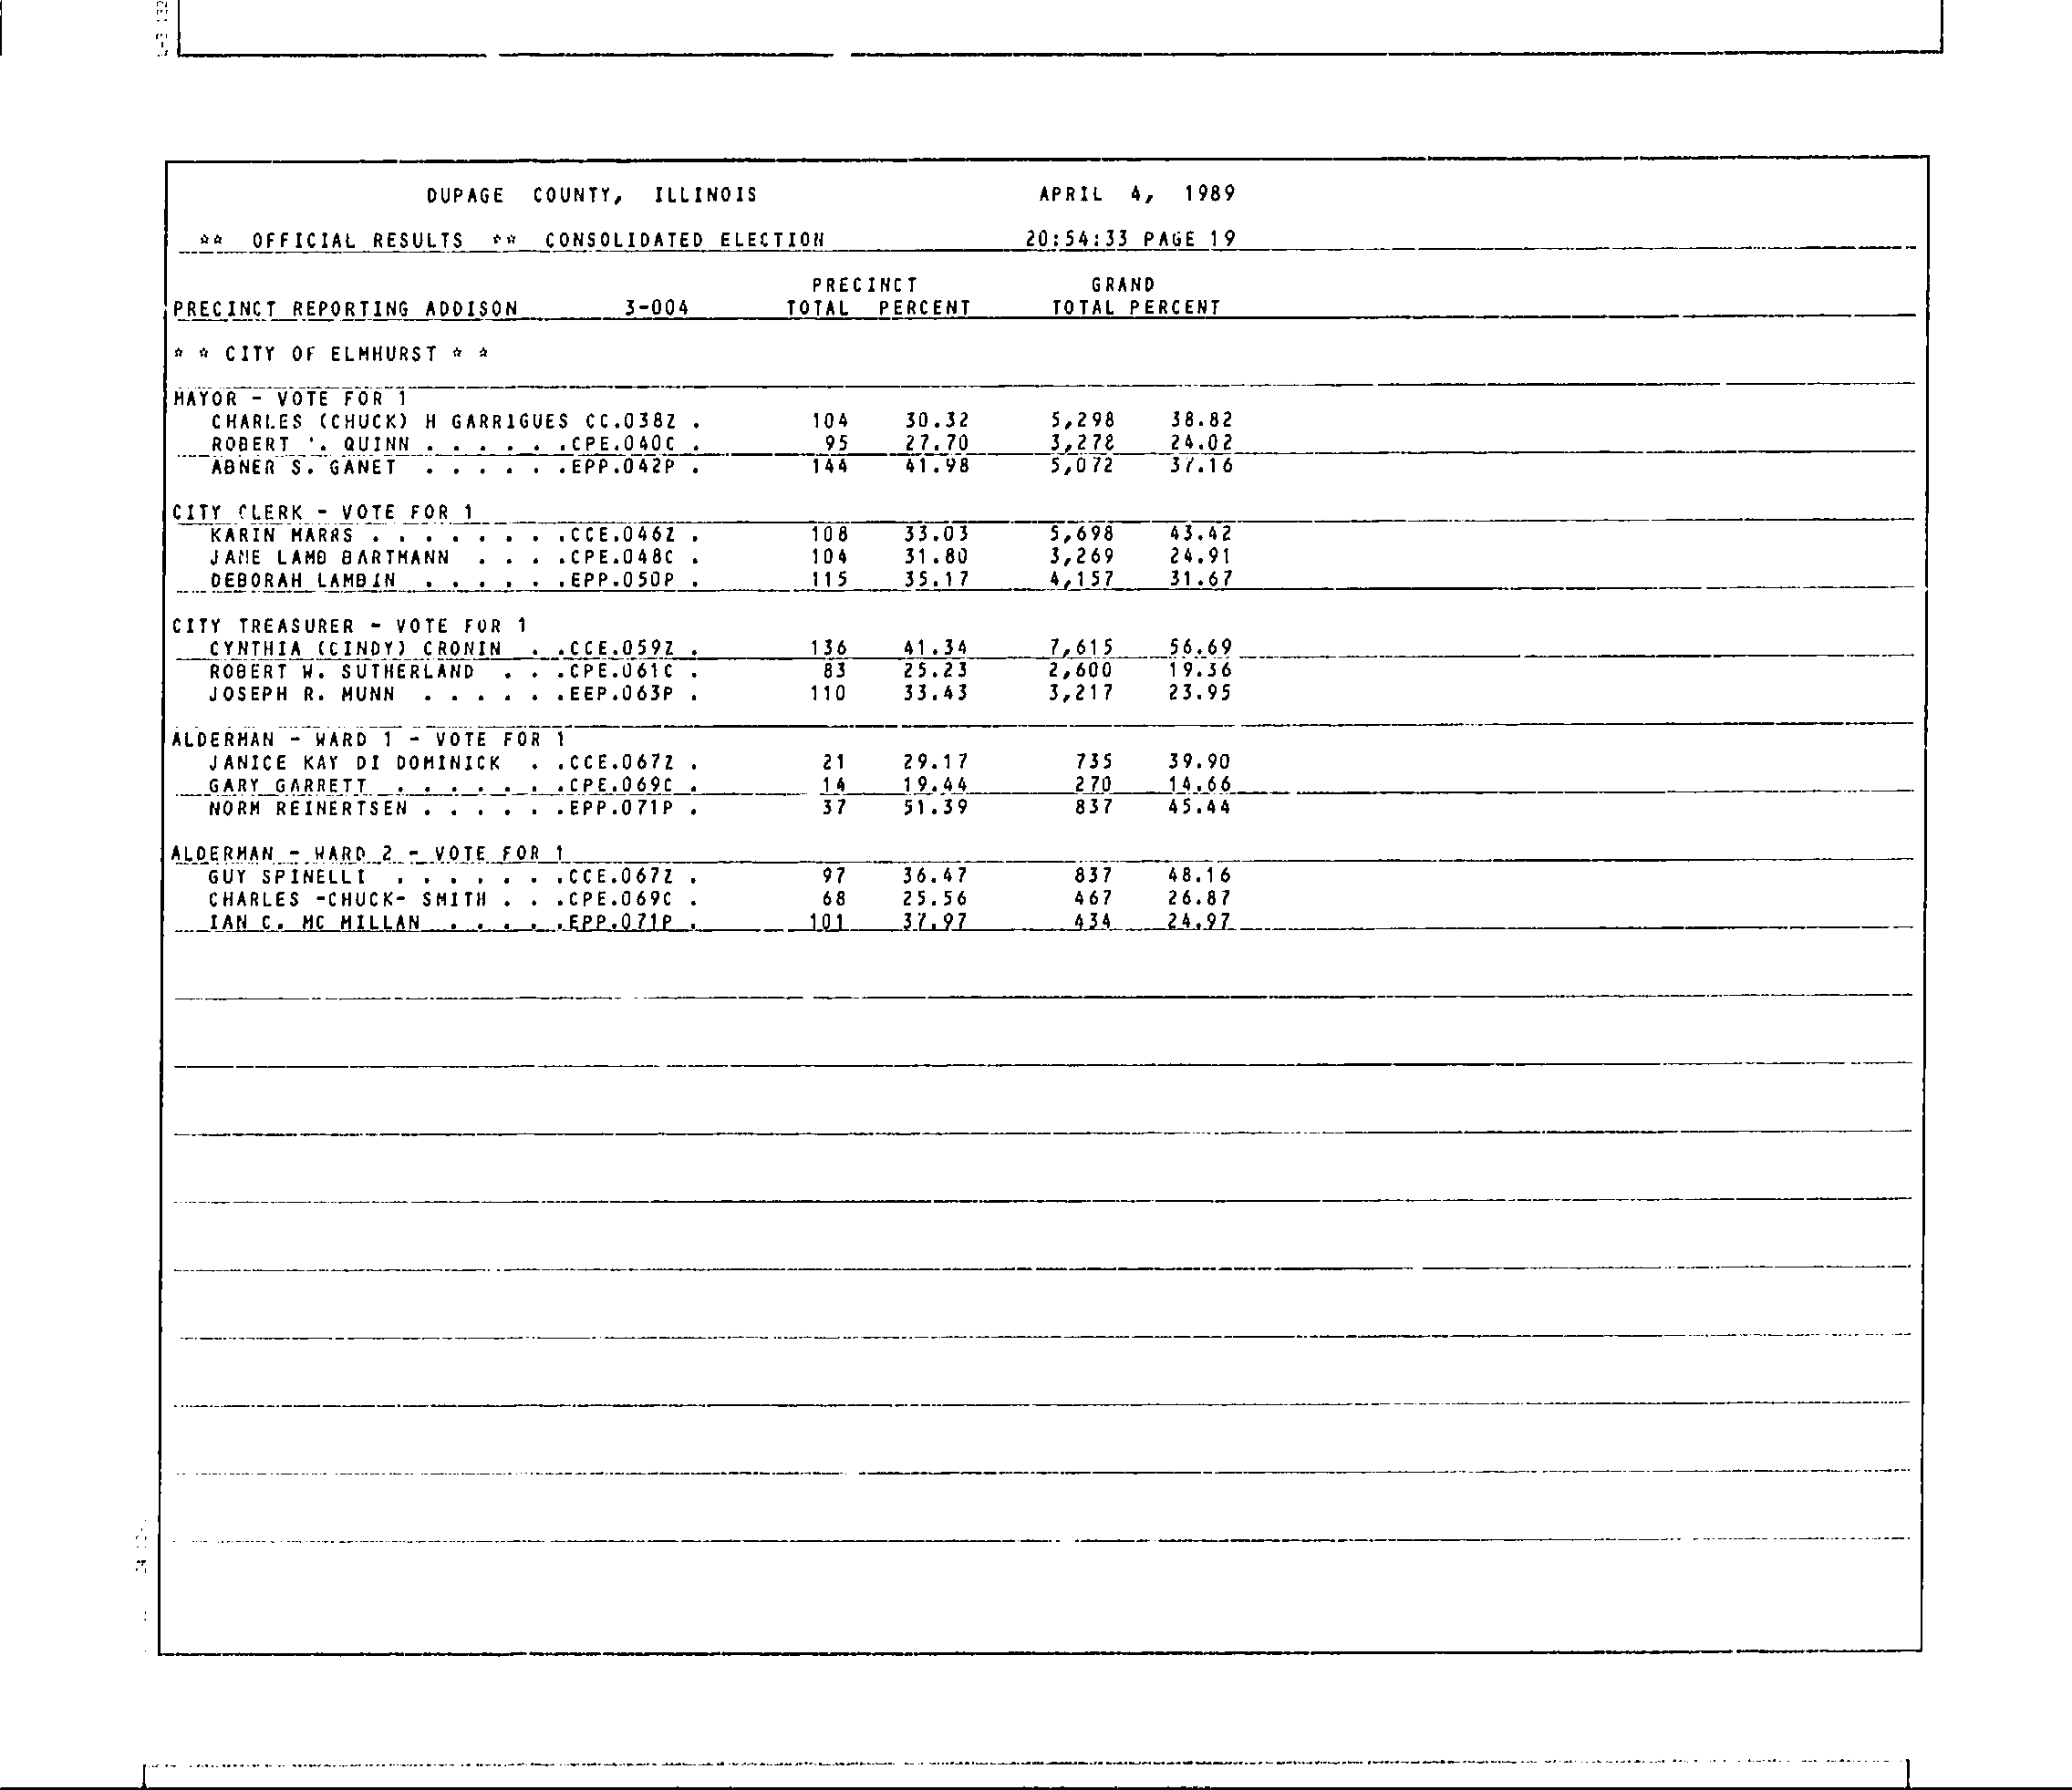 DUPAGE COUNTY, ILLINOIS APRIL 4, 1989
** OFFICIAL RESULTS ** CONSOLIDATED ELECTION 20:54:33 PAGE 19
PRECINCT GRAND
PRECINCT REPORTING ADDISON 3-004 TOTAL PERCENT TOTAL PERCENT
* * CITY OF ELMHURST * *
MAYOR - VOTE FOR 1
CHARLES (CHUCK) H GARRIGUES CC.038Z . 104 30.32 5,298 38.82
ROBERT . QUINN . . . . . .CPE.040C . 95 27.70 3,278 24.02
ABNER S. GANET . . . . . .EPP.042P . 144 41.98 5,072 37.16
CITY CLERK - VOTE FOR 1
KARIN MARRS . . . . . . . .CCE.046Z . 108 33.03 5,698 43.42
JANE LAMB BARTMANN . . . .CPE.048C . 104 31.80 3,269 24.91
DEBORAH LAMBIN . . . . . .EPP.050P . 115 35.17 4,157 31.67
CITY TREASURER - VOTE FOR 1
CYNTHIA (CINDY) CRONIN . .CCE.059Z . 136 41.34 7,615 56.69
ROBERT W. SUTHERLAND . . .CPE.061C . 83 25.23 2,600 19.36
JOSEPH R. MUNN . . . . . .EEP.063P . 110 33.43 3,217 23.95
ALDERMAN - WARD 1 - VOTE FOR 1
JANICE KAY DI DOMINICK . .CCE.067Z . 21 29.17 735 39.90
GARY GARRETT . . . . . . .CPE.069C . 14 19.44 270 14.66
NORM REINERTSEN . . . . . .EPP.071P . 37 51.39 837 45.44
ALDERMAN - WARD 2 - VOTE FOR 1
GUY SPINELLI . . . . . . .CCE.067Z . 97 36.47 837 48.16
CHARLES -CHUCK- SMITH . . .CPE.069C . 68 25.56 467 26.87
IAN C. MC MILLAN . . . . .EPP.071P . 101 37.97 434 24.97